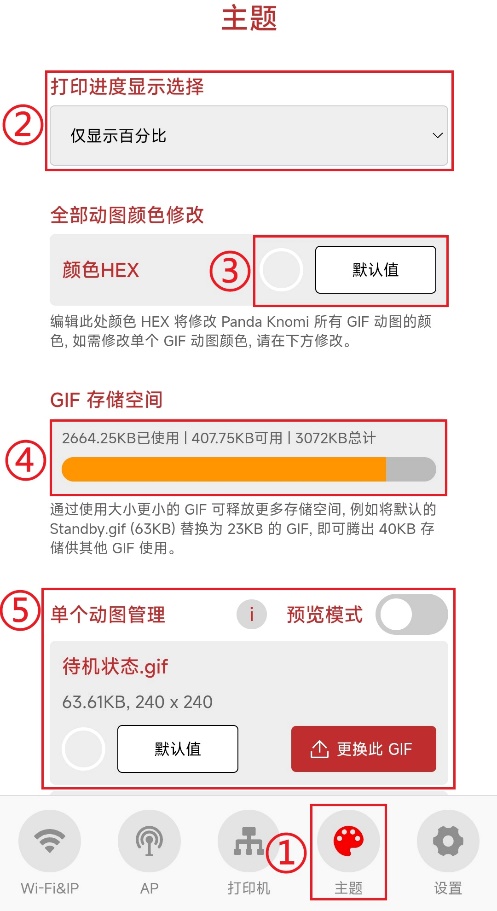 主题
②
打印进度显示选择
仅显示百分比
全部动图颜色修改
颜色HEX
③
默认值
编辑此处颜色 HEX 将修改 Panda Knomi 所有 GIF 动图的颜
色, 如需修改单个 GIF 动图颜色, 请在下方修改。
GIF 存储空间
④
2664.25KB已使用 | 407.75KB可用 | 3072KB总计
通过使用大小更小的 GIF 可释放更多存储空间, 例如将默认的
Standby.gif (63KB) 替换为 23KB 的 GIF, 即可腾出 40KB 存
储供其他 GIF 使用。
⑤
单个动图管理 i 预览模式
待机状态.gif
63.61KB, 240 x 240
默认值 更换此 GIF
①
Wi-Fi&IP AP 打印机 主题 设置